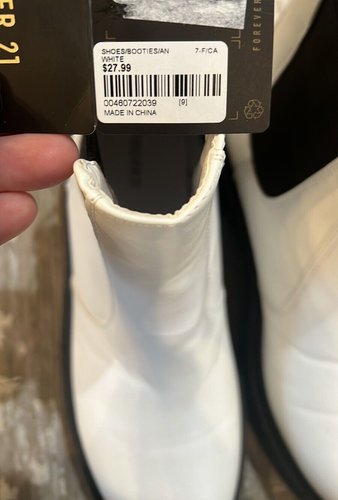 ER 21
FOREVER
SHOES/BOOTIES/AN 7-F/CA
WHITE
$27.99
00460722039 [9]
MADE IN CHINA